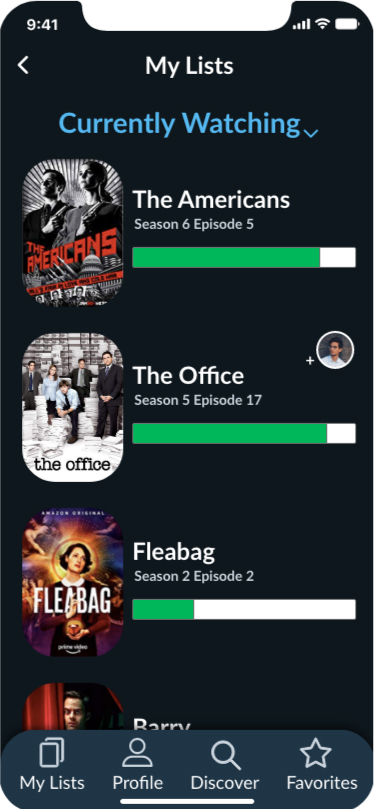 9:41
My Lists
Currently Watching
THE
AMERICANS
The Americans
Season 6 Episode 5
+
The Office
Season 5 Episode 17
the office
AMAZON ORIGINAL
FLEABAG
prime video
Fleabag
Season 2 Episode 2
Barry
My Lists Profile Discover Favorites